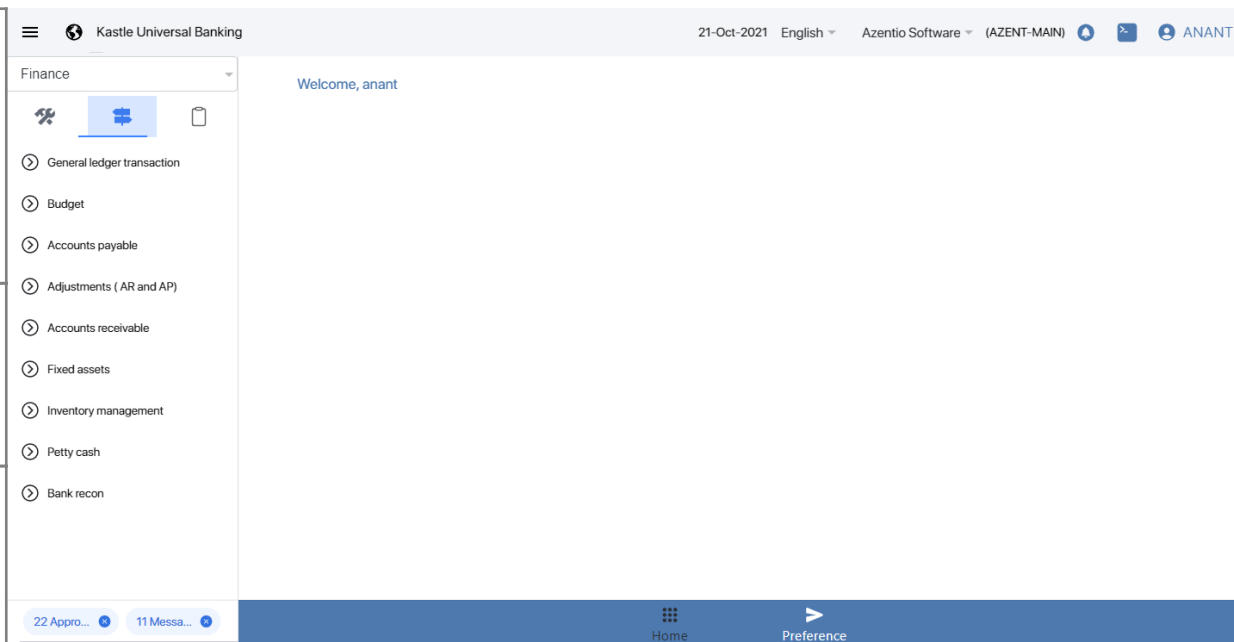 Kastle Universal Banking 21-Oct-2021 English Azentio Software (AZENT-MAIN) ANANT
Finance
Welcome, anant
General ledger transaction
Budget
Accounts payable
Adjustments ( AR and AP)
Accounts receivable
Fixed assets
Inventory management
Petty cash
Bank recon
22 Appro... 11 Messa...
Home Preference